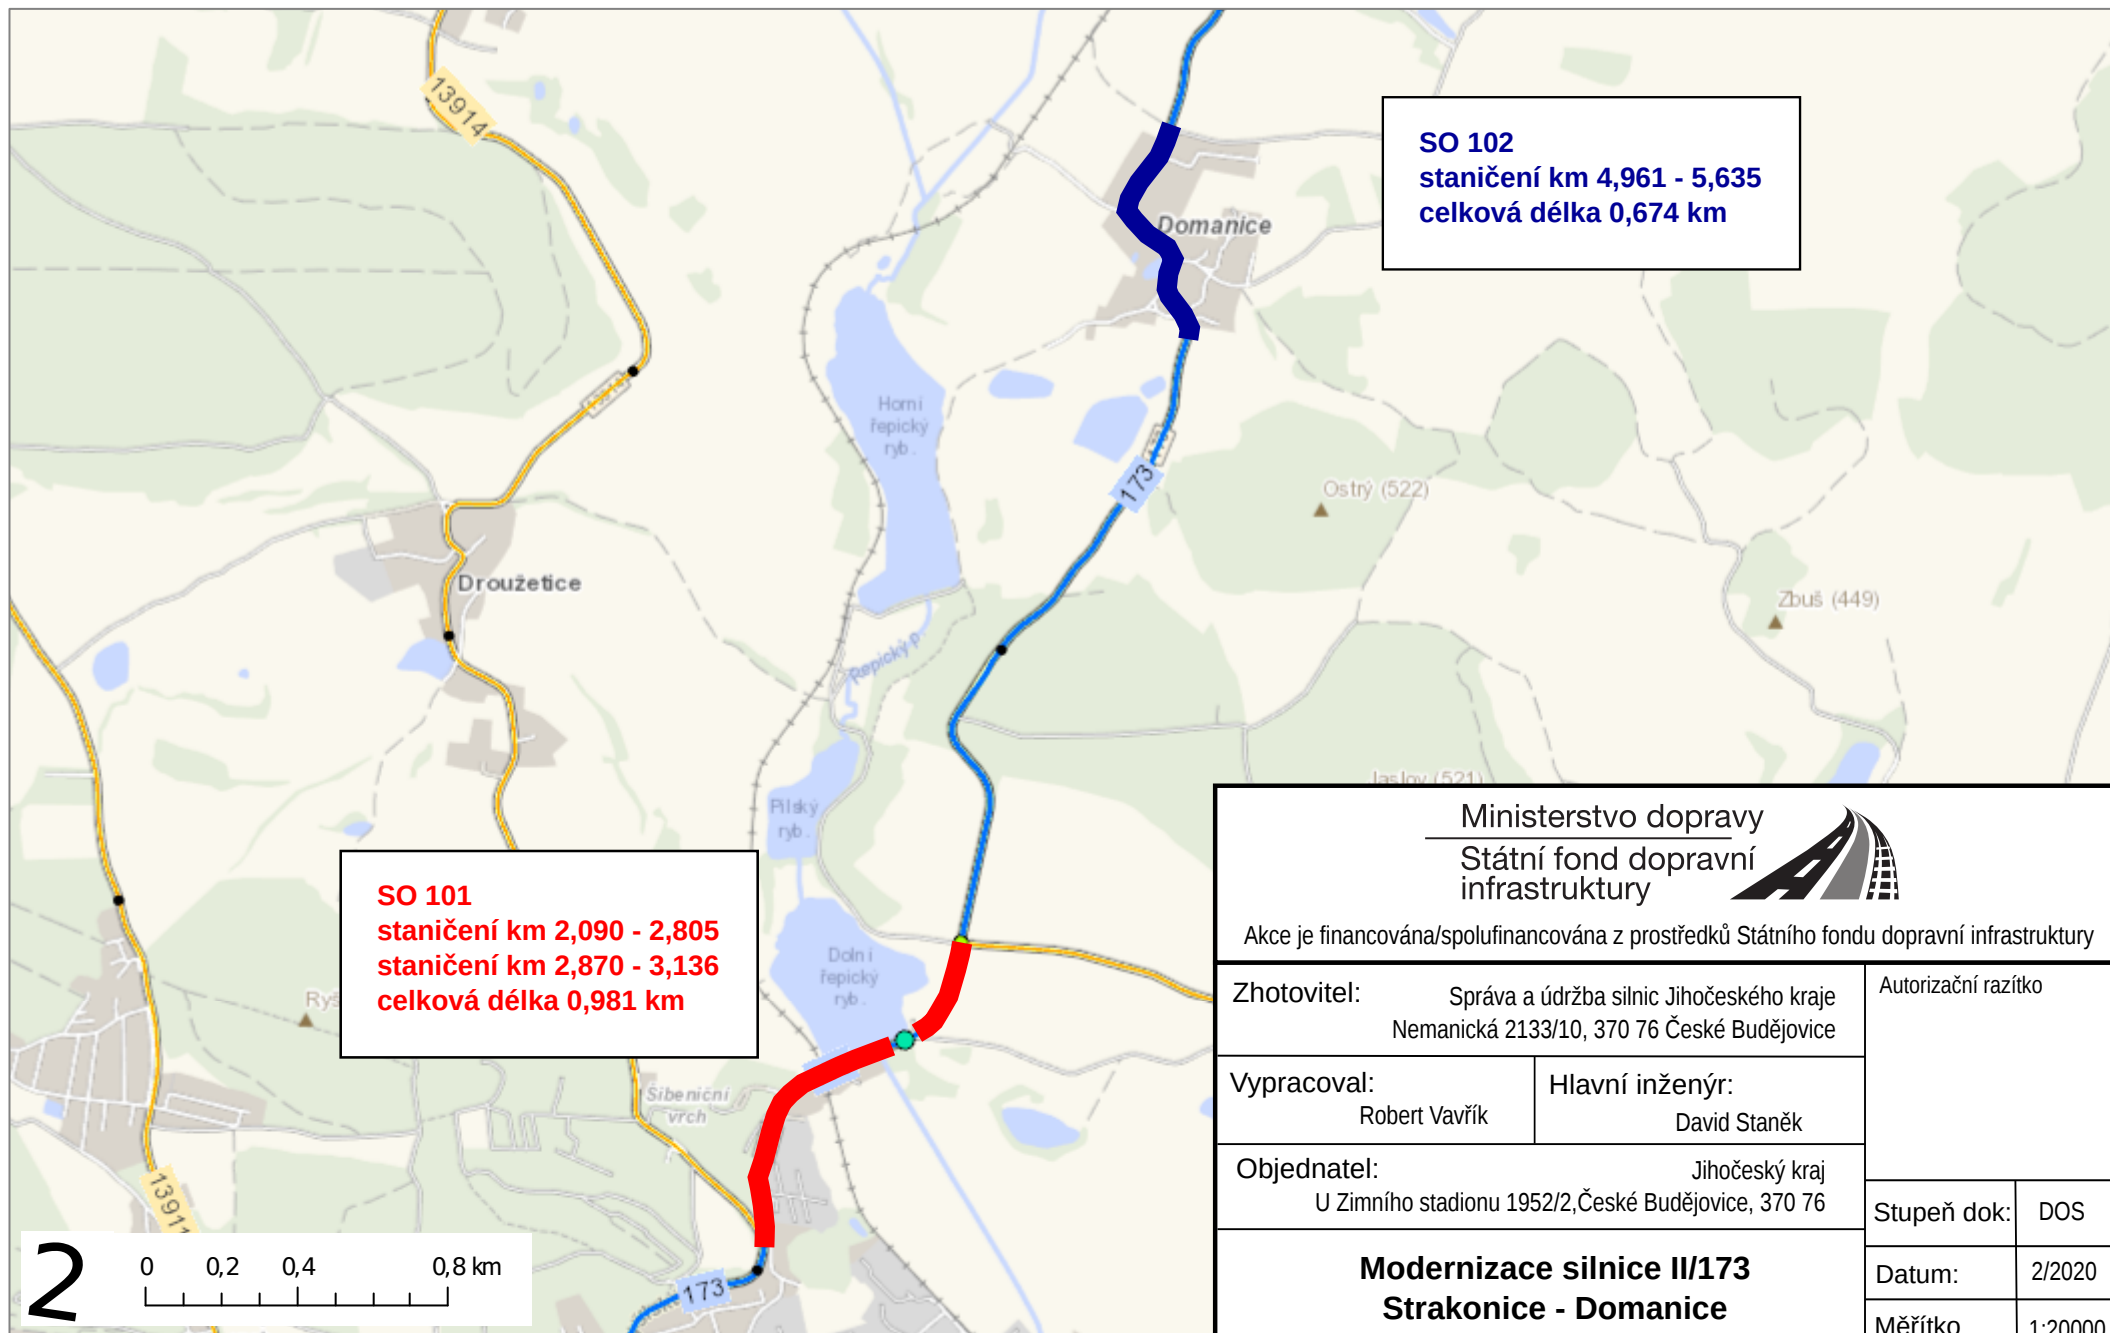 13914
SO 102
staničení km 4,961 - 5,635
celková délka 0,674 km
Domanice
Horní
řepický
ryb.
173
Ostrý (522)
Droužetice
Zbuš (449)
Řepický p.
Jaslov (521)
Pilský
ryb.
SO 101
staničení km 2,090 - 2,805
staničení km 2,870 - 3,136
celková délka 0,981 km
Dolní
řepický
ryb.
Šibeniční
vrch
13911
173
2
0 0,2 0,4 0,8 km
Ministerstvo dopravy
Státní fond dopravní
infrastruktury
Akce je financována/spolufinancována z prostředků Státního fondu dopravní infrastruktury
Zhotovitel:
Správa a údržba silnic Jihočeského kraje
Nemanická 2133/10, 370 76 České Budějovice
Autorizační razítko
Vypracoval:
Robert Vavřík
Hlavní inženýr:
David Staněk
Objednatel:
Jihočeský kraj
U Zimního stadionu 1952/2,České Budějovice, 370 76
Stupeň dok: DOS
Modernizace silnice II/173
Strakonice - Domanice
Datum: 2/2020
Měřítko 1:20000